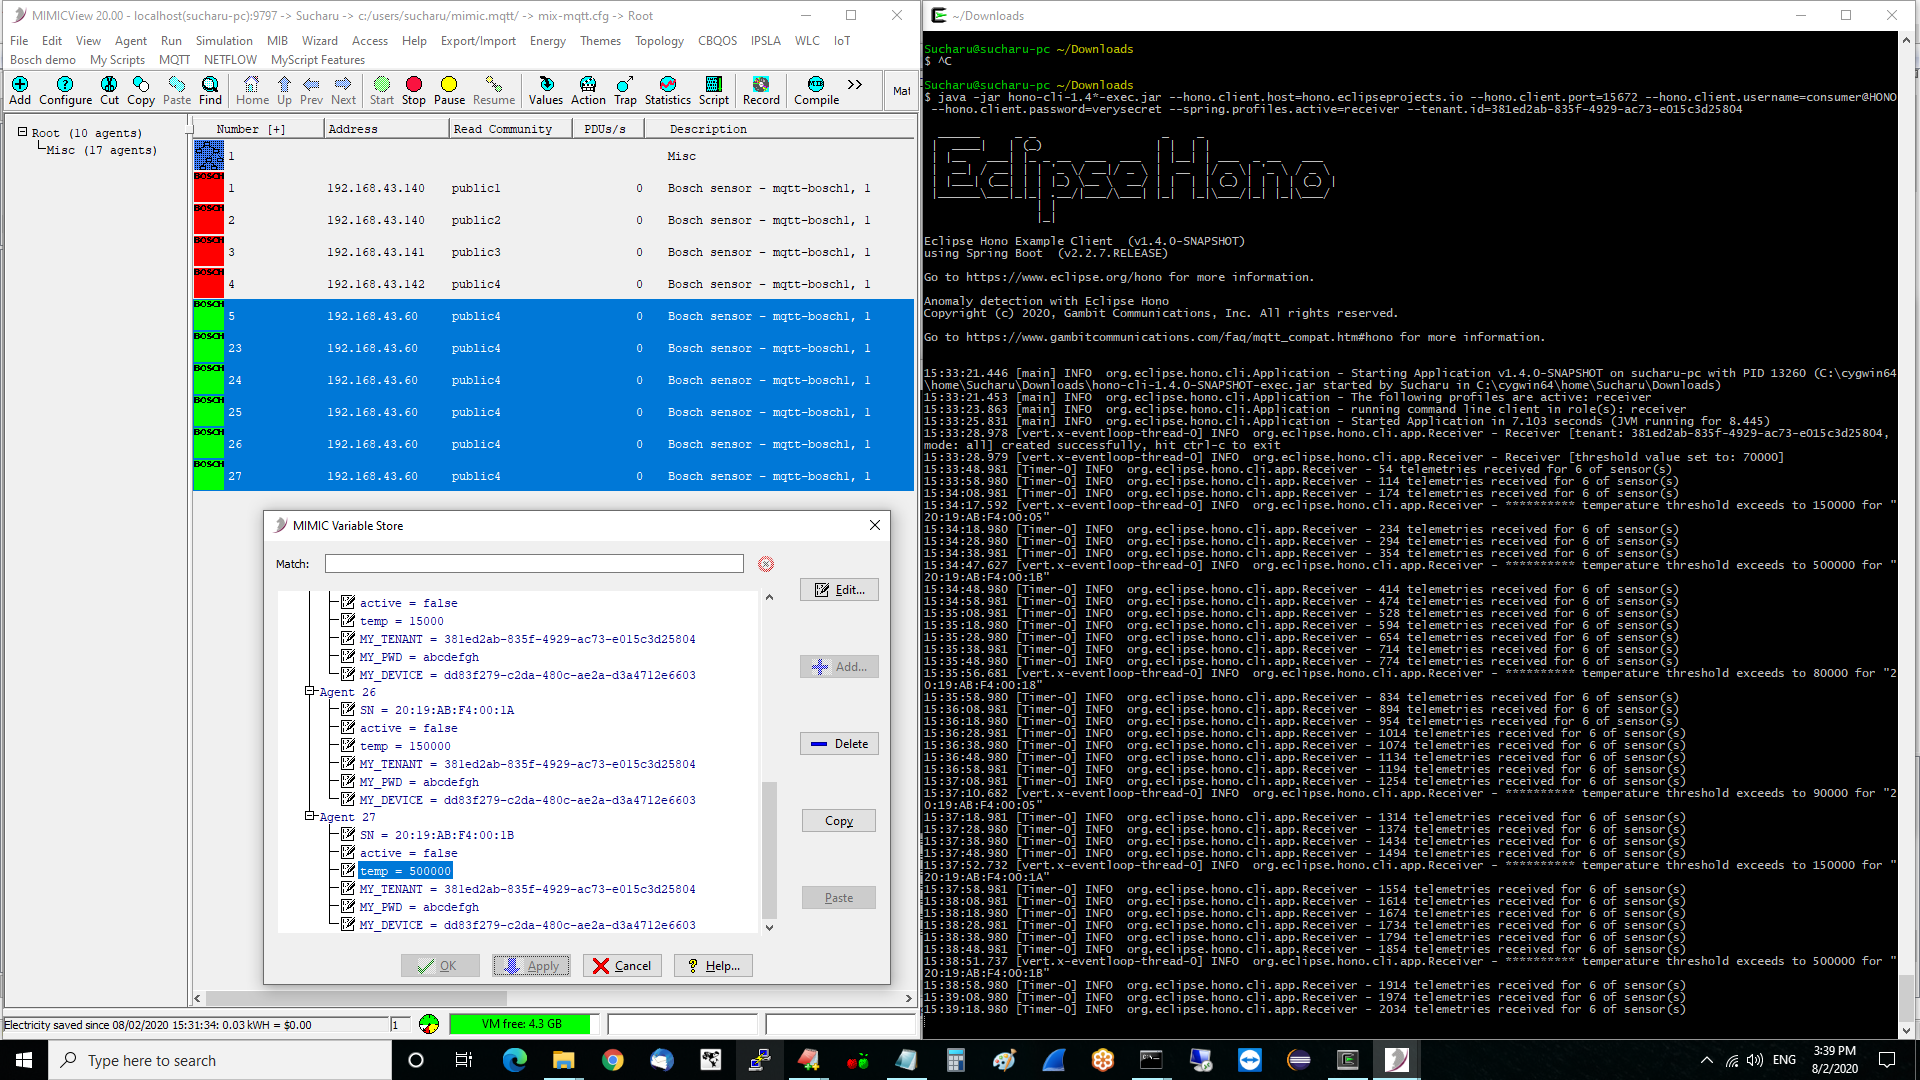 MIMICView 20.00 - localhost(sucharu-pc):9797 -> Sucharu -> c:/users/sucharu/mimic.mqtt/ -> mix-mqtt.cfg -> Root
File Edit View Agent Run Simulation MIB Wizard Access Help Export/Import Energy Themes Topology CBQOS IPSLA WLC IoT
Bosch demo My Scripts MQTT NETFLOW MyScript Features
Add Configure Cut Copy Paste Find Home Up Prev Next Start Stop Pause Resume Values Action Trap Statistics Script Record Compile >> Mat
Root (10 agents)
Misc (17 agents)
Number [+] Address Read Community PDUs/s Description
1 Misc
BOSCH 1 192.168.43.140 public1 0 Bosch sensor - mqtt-bosch1, 1
BOSCH 2 192.168.43.140 public2 0 Bosch sensor - mqtt-bosch1, 1
BOSCH 3 192.168.43.141 public3 0 Bosch sensor - mqtt-bosch1, 1
BOSCH 4 192.168.43.142 public4 0 Bosch sensor - mqtt-bosch1, 1
BOSCH 5 192.168.43.60 public4 0 Bosch sensor - mqtt-bosch1, 1
BOSCH 23 192.168.43.60 public4 0 Bosch sensor - mqtt-bosch1, 1
BOSCH 24 192.168.43.60 public4 0 Bosch sensor - mqtt-bosch1, 1
BOSCH 25 192.168.43.60 public4 0 Bosch sensor - mqtt-bosch1, 1
BOSCH 26 192.168.43.60 public4 0 Bosch sensor - mqtt-bosch1, 1
BOSCH 27 192.168.43.60 public4 0 Bosch sensor - mqtt-bosch1, 1
MIMIC Variable Store
Match:
Edit...
Add...
Delete
Copy
Paste
active = false
temp = 15000
MY_TENANT = 381ed2ab-835f-4929-ac73-e015c3d25804
MY_PWD = abcdefgh
MY_DEVICE = dd83f279-c2da-480c-ae2a-d3a4712e6603
Agent 26
SN = 20:19:AB:F4:00:1A
active = false
temp = 150000
MY_TENANT = 381ed2ab-835f-4929-ac73-e015c3d25804
MY_PWD = abcdefgh
MY_DEVICE = dd83f279-c2da-480c-ae2a-d3a4712e6603
Agent 27
SN = 20:19:AB:F4:00:1B
active = false
temp = 500000
MY_TENANT = 381ed2ab-835f-4929-ac73-e015c3d25804
MY_PWD = abcdefgh
MY_DEVICE = dd83f279-c2da-480c-ae2a-d3a4712e6603
OK Apply Cancel Help...
Electricity saved since 08/02/2020 15:31:34: 0.03 kWH = $0.00 1 VM free: 4.3 GB
~/Downloads
Sucharu@sucharu-pc ~/Downloads
$ ^C
Sucharu@sucharu-pc ~/Downloads
$ java -jar hono-cli-1.4*-exec.jar --hono.client.host=hono.eclipseprojects.io --hono.client.port=15672 --hono.client.username=consumer@HONO
--hono.client.password=verysecret --spring.profiles.active=receiver --tenant.id=381ed2ab-835f-4929-ac73-e015c3d25804
Eclipse Hono
Eclipse Hono Example Client (v1.4.0-SNAPSHOT)
using Spring Boot (v2.2.7.RELEASE)
Go to https://www.eclipse.org/hono for more information.
Anomaly detection with Eclipse Hono
Copyright (c) 2020, Gambit Communications, Inc. All rights reserved.
Go to https://www.gambitcommunications.com/faq/mqtt_compat.htm#hono for more information.
15:33:21.446 [main] INFO org.eclipse.hono.cli.Application - Starting Application v1.4.0-SNAPSHOT on sucharu-pc with PID 13260 (C:\cygwin64
\home\Sucharu\Downloads\hono-cli-1.4.0-SNAPSHOT-exec.jar started by Sucharu in C:\cygwin64\home\Sucharu\Downloads)
15:33:21.453 [main] INFO org.eclipse.hono.cli.Application - The following profiles are active: receiver
15:33:23.863 [main] INFO org.eclipse.hono.cli.Application - running command line client in role(s): receiver
15:33:25.831 [main] INFO org.eclipse.hono.cli.Application - Started Application in 7.103 seconds (JVM running for 8.445)
15:33:28.978 [vert.x-eventloop-thread-0] INFO org.eclipse.hono.cli.app.Receiver - Receiver [tenant: 381ed2ab-835f-4929-ac73-e015c3d25804,
mode: all] created successfully, hit ctrl-c to exit
15:33:28.979 [vert.x-eventloop-thread-0] INFO org.eclipse.hono.cli.app.Receiver - Receiver [threshold value set to: 70000]
15:33:48.981 [Timer-0] INFO org.eclipse.hono.cli.app.Receiver - 54 telemetries received for 6 of sensor(s)
15:33:58.980 [Timer-0] INFO org.eclipse.hono.cli.app.Receiver - 114 telemetries received for 6 of sensor(s)
15:34:08.981 [Timer-0] INFO org.eclipse.hono.cli.app.Receiver - 174 telemetries received for 6 of sensor(s)
15:34:17.592 [vert.x-eventloop-thread-0] INFO org.eclipse.hono.cli.app.Receiver - ********** temperature threshold exceeds to 150000 for "
20:19:AB:F4:00:05"
15:34:18.980 [Timer-0] INFO org.eclipse.hono.cli.app.Receiver - 234 telemetries received for 6 of sensor(s)
15:34:28.980 [Timer-0] INFO org.eclipse.hono.cli.app.Receiver - 294 telemetries received for 6 of sensor(s)
15:34:38.981 [Timer-0] INFO org.eclipse.hono.cli.app.Receiver - 354 telemetries received for 6 of sensor(s)
15:34:47.627 [vert.x-eventloop-thread-0] INFO org.eclipse.hono.cli.app.Receiver - ********** temperature threshold exceeds to 500000 for "
20:19:AB:F4:00:1B"
15:34:48.980 [Timer-0] INFO org.eclipse.hono.cli.app.Receiver - 414 telemetries received for 6 of sensor(s)
15:34:58.981 [Timer-0] INFO org.eclipse.hono.cli.app.Receiver - 474 telemetries received for 6 of sensor(s)
15:35:08.981 [Timer-0] INFO org.eclipse.hono.cli.app.Receiver - 528 telemetries received for 6 of sensor(s)
15:35:18.980 [Timer-0] INFO org.eclipse.hono.cli.app.Receiver - 594 telemetries received for 6 of sensor(s)
15:35:28.980 [Timer-0] INFO org.eclipse.hono.cli.app.Receiver - 654 telemetries received for 6 of sensor(s)
15:35:38.981 [Timer-0] INFO org.eclipse.hono.cli.app.Receiver - 714 telemetries received for 6 of sensor(s)
15:35:48.980 [Timer-0] INFO org.eclipse.hono.cli.app.Receiver - 774 telemetries received for 6 of sensor(s)
15:35:56.681 [vert.x-eventloop-thread-0] INFO org.eclipse.hono.cli.app.Receiver - ********** temperature threshold exceeds to 80000 for "2
0:19:AB:F4:00:18"
15:35:58.980 [Timer-0] INFO org.eclipse.hono.cli.app.Receiver - 834 telemetries received for 6 of sensor(s)
15:36:08.981 [Timer-0] INFO org.eclipse.hono.cli.app.Receiver - 894 telemetries received for 6 of sensor(s)
15:36:18.980 [Timer-0] INFO org.eclipse.hono.cli.app.Receiver - 954 telemetries received for 6 of sensor(s)
15:36:28.981 [Timer-0] INFO org.eclipse.hono.cli.app.Receiver - 1014 telemetries received for 6 of sensor(s)
15:36:38.980 [Timer-0] INFO org.eclipse.hono.cli.app.Receiver - 1074 telemetries received for 6 of sensor(s)
15:36:48.980 [Timer-0] INFO org.eclipse.hono.cli.app.Receiver - 1134 telemetries received for 6 of sensor(s)
15:36:58.981 [Timer-0] INFO org.eclipse.hono.cli.app.Receiver - 1194 telemetries received for 6 of sensor(s)
15:37:08.981 [Timer-0] INFO org.eclipse.hono.cli.app.Receiver - 1254 telemetries received for 6 of sensor(s)
15:37:10.682 [vert.x-eventloop-thread-0] INFO org.eclipse.hono.cli.app.Receiver - ********** temperature threshold exceeds to 90000 for "2
0:19:AB:F4:00:05"
15:37:18.981 [Timer-0] INFO org.eclipse.hono.cli.app.Receiver - 1314 telemetries received for 6 of sensor(s)
15:37:28.980 [Timer-0] INFO org.eclipse.hono.cli.app.Receiver - 1374 telemetries received for 6 of sensor(s)
15:37:38.980 [Timer-0] INFO org.eclipse.hono.cli.app.Receiver - 1434 telemetries received for 6 of sensor(s)
15:37:48.980 [Timer-0] INFO org.eclipse.hono.cli.app.Receiver - 1494 telemetries received for 6 of sensor(s)
15:37:52.732 [vert.x-eventloop-thread-0] INFO org.eclipse.hono.cli.app.Receiver - ********** temperature threshold exceeds to 150000 for "
20:19:AB:F4:00:1A"
15:37:58.981 [Timer-0] INFO org.eclipse.hono.cli.app.Receiver - 1554 telemetries received for 6 of sensor(s)
15:38:08.981 [Timer-0] INFO org.eclipse.hono.cli.app.Receiver - 1614 telemetries received for 6 of sensor(s)
15:38:18.980 [Timer-0] INFO org.eclipse.hono.cli.app.Receiver - 1674 telemetries received for 6 of sensor(s)
15:38:28.981 [Timer-0] INFO org.eclipse.hono.cli.app.Receiver - 1734 telemetries received for 6 of sensor(s)
15:38:38.980 [Timer-0] INFO org.eclipse.hono.cli.app.Receiver - 1794 telemetries received for 6 of sensor(s)
15:38:48.981 [Timer-0] INFO org.eclipse.hono.cli.app.Receiver - 1854 telemetries received for 6 of sensor(s)
15:38:51.737 [vert.x-eventloop-thread-0] INFO org.eclipse.hono.cli.app.Receiver - ********** temperature threshold exceeds to 500000 for "
20:19:AB:F4:00:1B"
15:38:58.980 [Timer-0] INFO org.eclipse.hono.cli.app.Receiver - 1914 telemetries received for 6 of sensor(s)
15:39:08.980 [Timer-0] INFO org.eclipse.hono.cli.app.Receiver - 1974 telemetries received for 6 of sensor(s)
15:39:18.980 [Timer-0] INFO org.eclipse.hono.cli.app.Receiver - 2034 telemetries received for 6 of sensor(s)
Type here to search
ENG
3:39 PM
8/2/2020